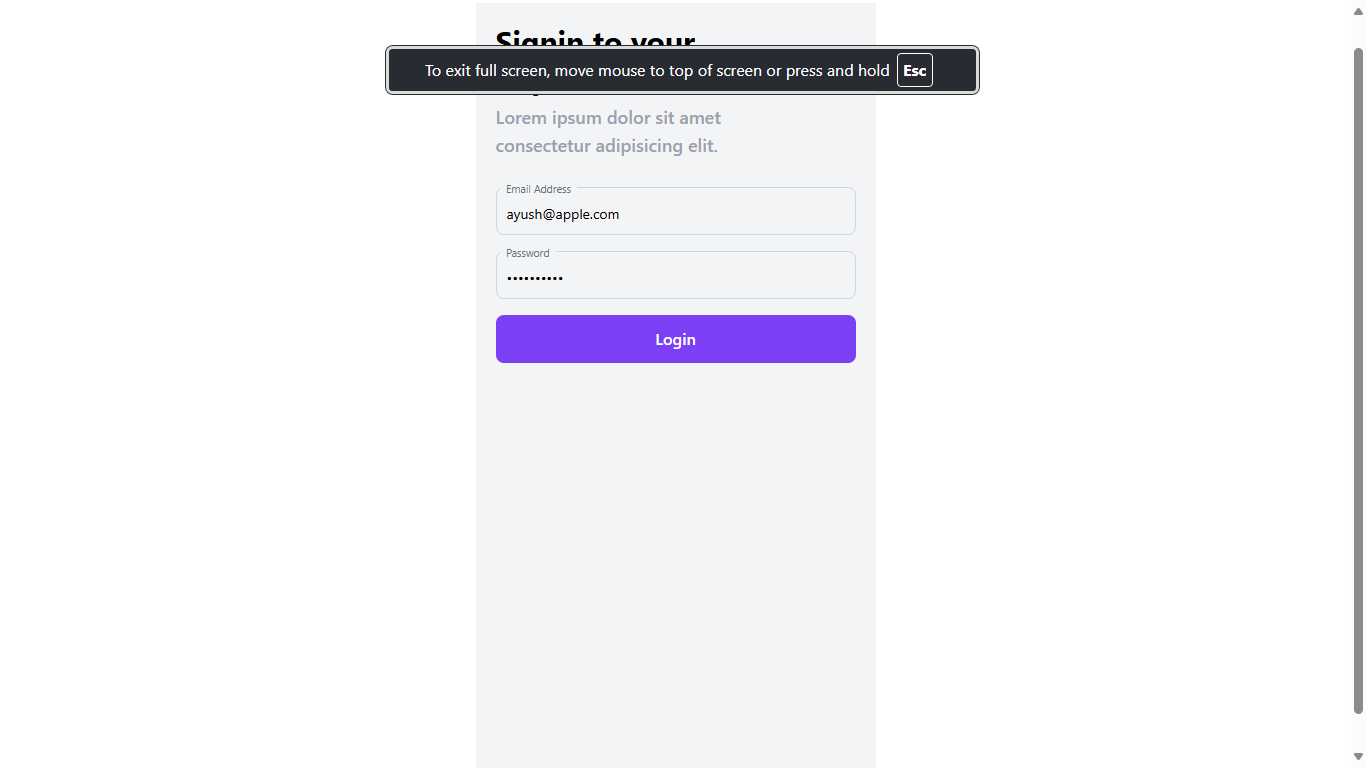 Signin to your
To exit full screen, move mouse to top of screen or press and hold Esc
Lorem ipsum dolor sit amet
consectetur adipisicing elit.
Email Address
ayush@apple.com
Password
••••••••••
Login